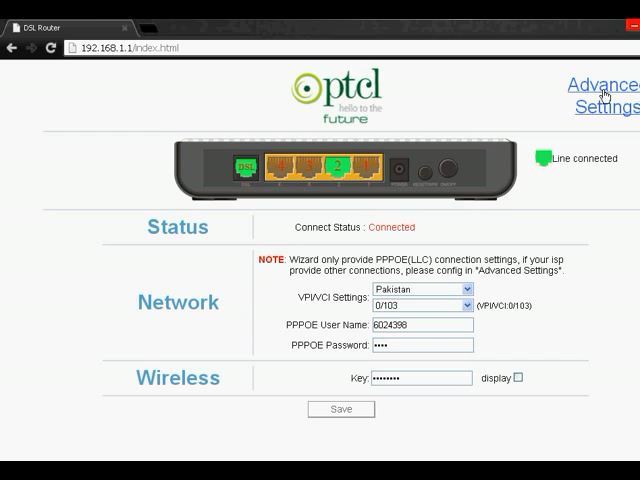 DSL Router
192.168.1.1/index.html
ptcl
hello to the
future
Advanced
Settings
DSL 4 3 2 1
Line connected
Status
Connect Status : Connected
NOTE: Wizard only provide PPPOE(LLC) connection settings, if your isp
provide other connections, please config in "Advanced Settings".
Network
VPI/VCI Settings:
Pakistan
0/103
(VPI/VCI:0/103)
PPPOE User Name: 6024398
PPPOE Password: ••••
Wireless
Key: ••••••••
display
Save